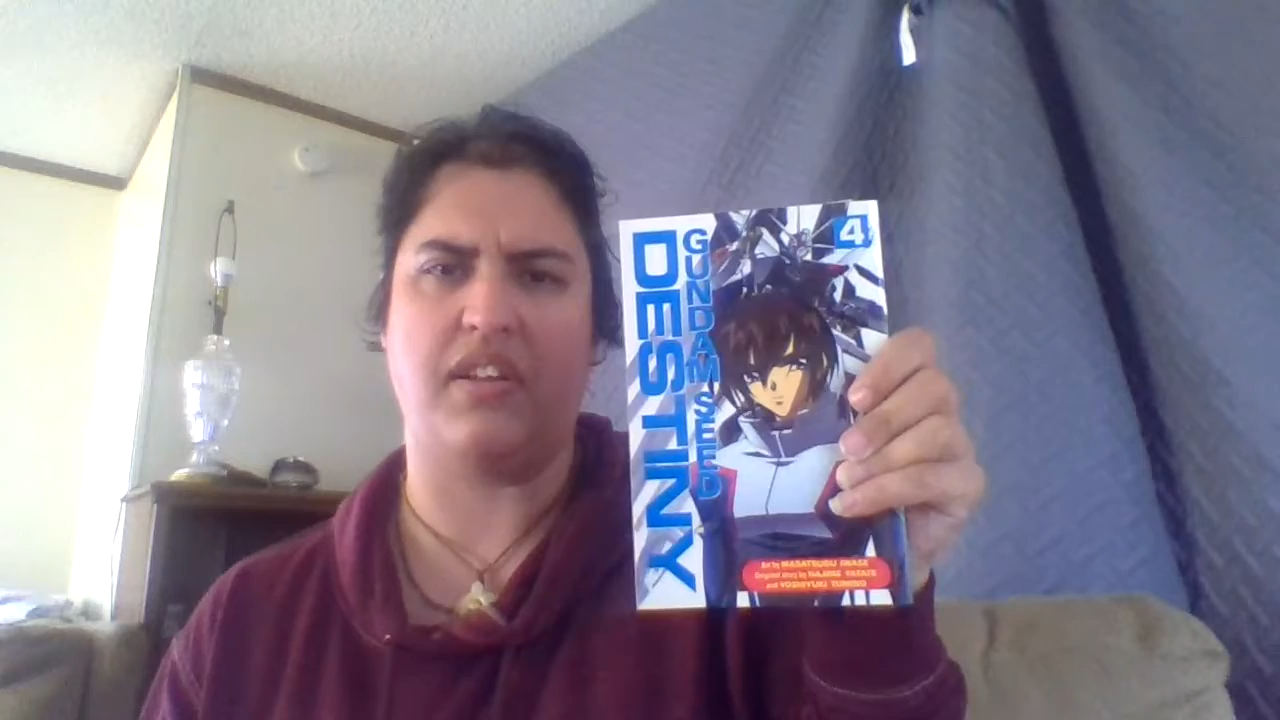 4
GUNDAM SEED
DESTINY
Art by MASATSUGU IWASE
Original story by HAJIME YATATE
and YOSHIYUKI TOMINO